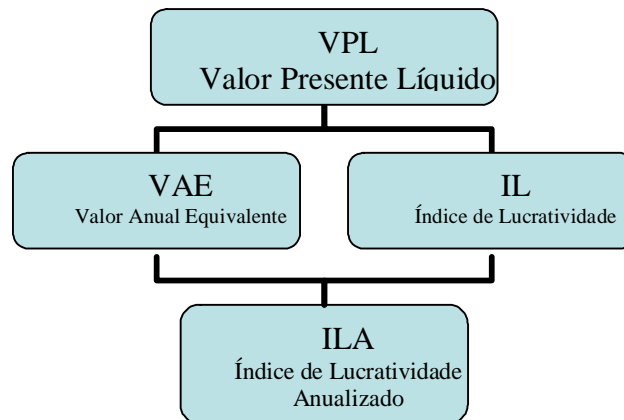 VPL
Valor Presente Líquido
VAE
Valor Anual Equivalente
IL
Índice de Lucratividade
ILA
Índice de Lucratividade
Anualizado